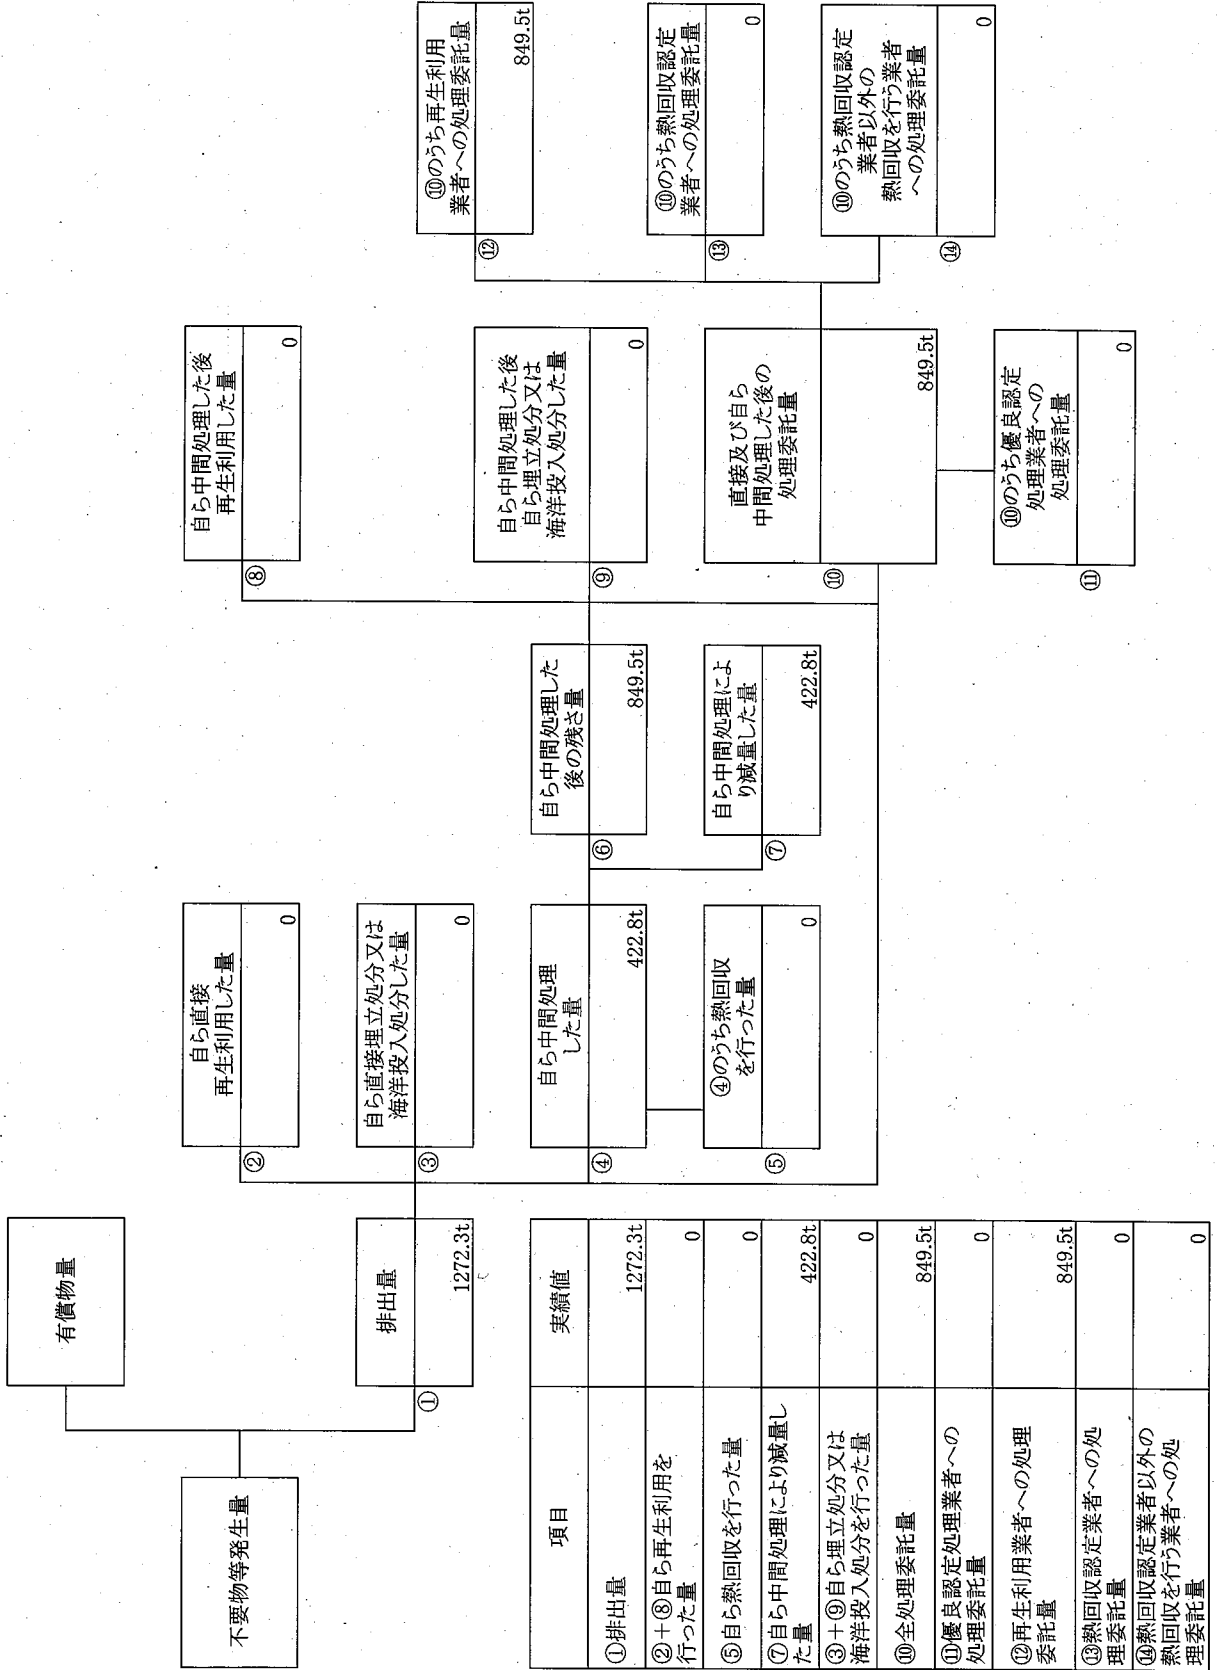 不要物等発生量
有償物量
排出量
①
1272.3t
自ら直接
再生利用した量
②
0
自ら直接埋立処分又は
海洋投入処分した量
③
0
自ら中間処理
した量
④
422.8t
④のうち熱回収
を行った量
⑤
0
自ら中間処理した
後の残さ量
⑥
849.5t
自ら中間処理によ
り減量した量
⑦
422.8t
自ら中間処理した後
再生利用した量
⑧
0
自ら中間処理した後
自ら埋立処分又は
海洋投入処分した量
⑨
0
直接及び自ら
中間処理した後の
処理委託量
⑩
849.5t
⑩のうち優良認定
処理業者への
処理委託量
⑪
0
⑩のうち再生利用
業者への処理委託量
⑫
849.5t
⑩のうち熱回収認定
業者への処理委託量
⑬
0
⑩のうち熱回収認定
業者以外の
熱回収を行う業者
への処理委託量
⑭
0
項目 実績値
①排出量 1272.3t
②+⑧自ら再生利用を
行った量 0
⑤自ら熱回収を行った量 0
⑦自ら中間処理により減量し
た量 422.8t
③+⑨自ら埋立処分又は
海洋投入処分を行った量 0
⑩全処理委託量 849.5t
⑪優良認定処理業者への
処理委託量 0
⑫再生利用業者への処理
委託量 849.5t
⑬熱回収認定業者への処
理委託量 0
⑭熱回収認定業者以外の
熱回収を行う業者への処
理委託量 0